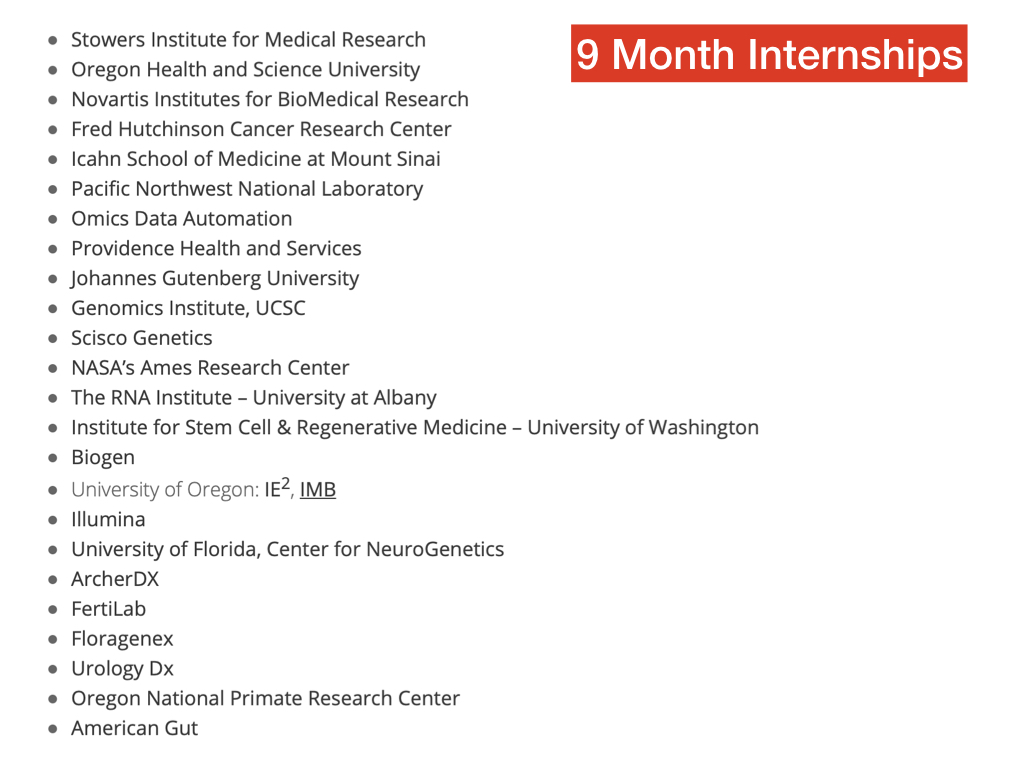 9 Month Internships
Stowers Institute for Medical Research
Oregon Health and Science University
Novartis Institutes for BioMedical Research
Fred Hutchinson Cancer Research Center
Icahn School of Medicine at Mount Sinai
Pacific Northwest National Laboratory
Omics Data Automation
Providence Health and Services
Johannes Gutenberg University
Genomics Institute, UCSC
Scisco Genetics
NASA’s Ames Research Center
The RNA Institute – University at Albany
Institute for Stem Cell & Regenerative Medicine – University of Washington
Biogen
University of Oregon: IE², IMB
Illumina
University of Florida, Center for NeuroGenetics
ArcherDX
FertiLab
Floragenex
Urology Dx
Oregon National Primate Research Center
American Gut